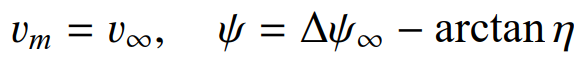 v_m = v_∞,   ψ = Δψ_∞ − arctan η